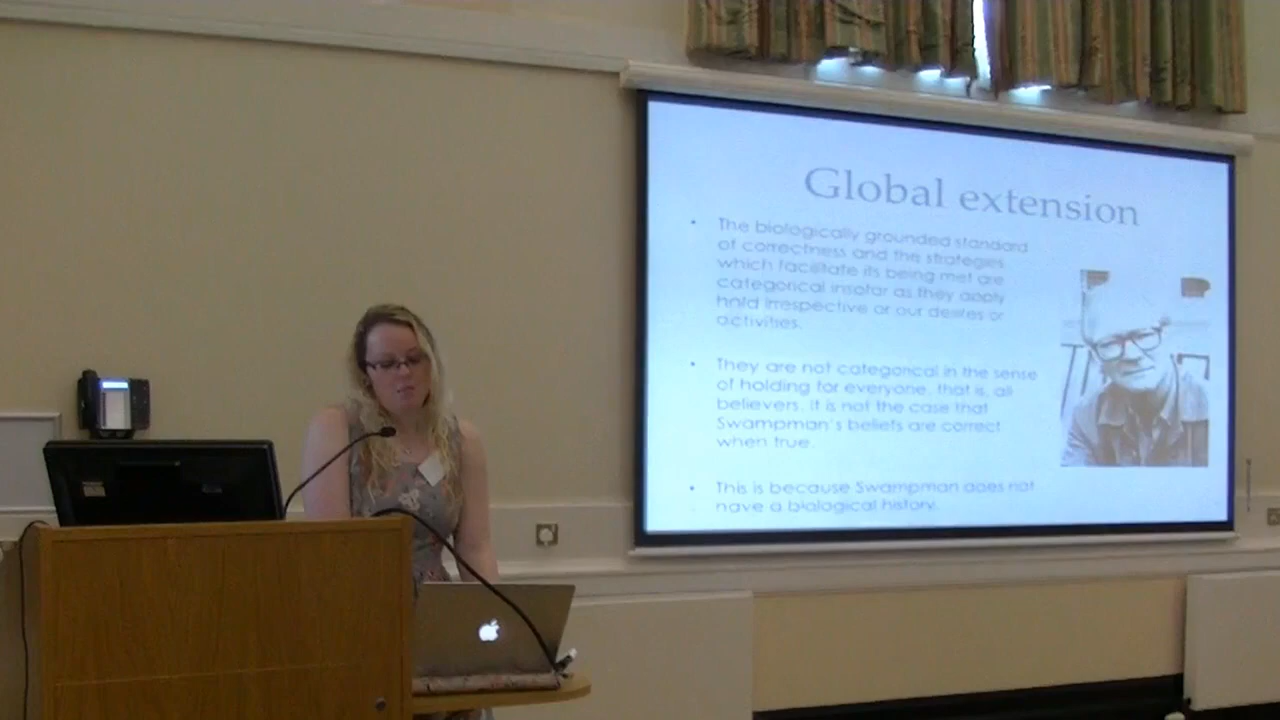 Global extension
• The biologically grounded standard
of correctness and the strategies
which facilitate its being met are
categorical insofar as they apply
hold irrespective or our desires or
activities.
• They are not categorical in the sense
of holding for everyone, that is, all
believers. It is not the case that
Swampman's beliefs are correct
when true.
• This is because Swampman does not
have a biological history.